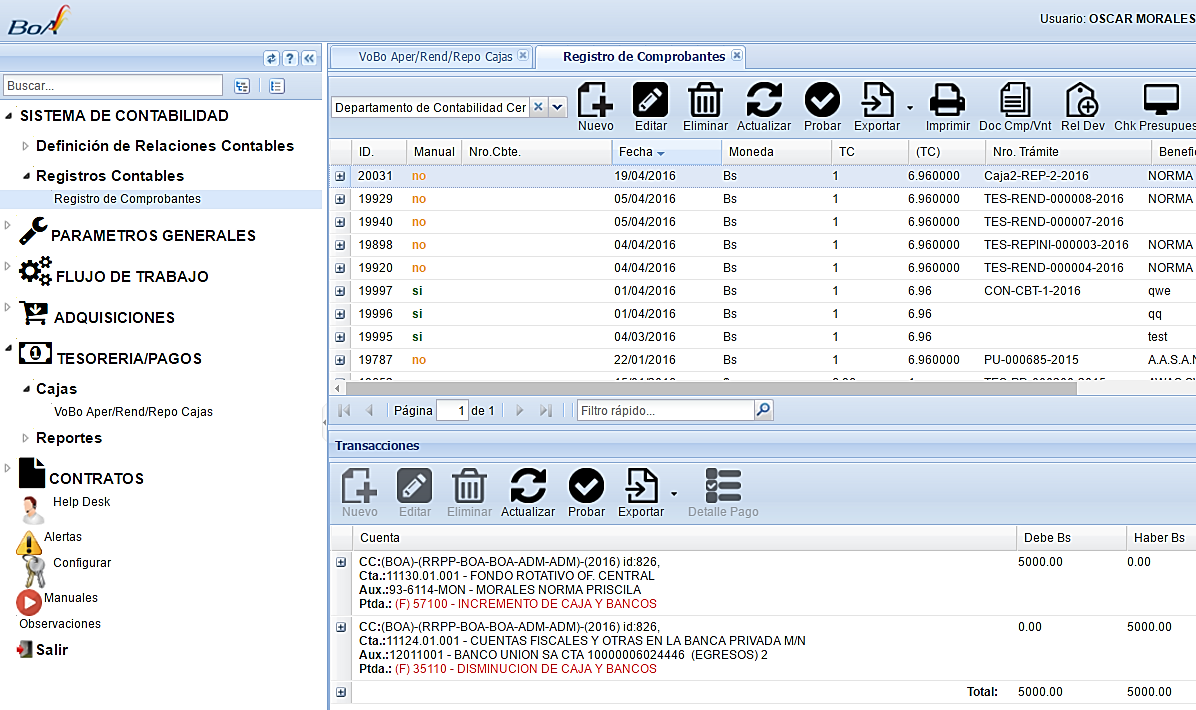 BoA
Usuario: OSCAR MORALES
VoBo Aper/Rend/Repo Cajas
Registro de Comprobantes
Buscar...
SISTEMA DE CONTABILIDAD
Definición de Relaciones Contables
Registros Contables
Registro de Comprobantes
PARAMETROS GENERALES
FLUJO DE TRABAJO
ADQUISICIONES
TESORERIA/PAGOS
Cajas
VoBo Aper/Rend/Repo Cajas
Reportes
CONTRATOS
Help Desk
Alertas
Configurar
Manuales
Observaciones
Salir
Departamento de Contabilidad Cer
Nuevo Editar Eliminar Actualizar Probar Exportar Imprimir Doc Cmp/Vnt Rel Dev Chk Presupues
ID. Manual Nro.Cbte. Fecha Moneda TC (TC) Nro. Trámite Benefi
20031 no 19/04/2016 Bs 1 6.960000 Caja2-REP-2-2016 NORMA
19929 no 05/04/2016 Bs 1 6.960000 TES-REND-000008-2016 NORMA
19940 no 05/04/2016 Bs 1 6.960000 TES-REND-000007-2016
19898 no 04/04/2016 Bs 1 6.960000 TES-REPINI-000003-2016 NORMA
19920 no 04/04/2016 Bs 1 6.960000 TES-REND-000004-2016 NORMA
19997 si 01/04/2016 Bs 1 6.96 CON-CBT-1-2016 qwe
19996 si 01/04/2016 Bs 1 6.96 qq
19995 si 04/03/2016 Bs 1 6.96 test
19787 no 22/01/2016 Bs 1 6.960000 PU-000685-2015 A.A.S.A.N
Página 1 de 1 Filtro rápido...
Transacciones
Nuevo Editar Eliminar Actualizar Probar Exportar Detalle Pago
Cuenta Debe Bs Haber Bs
CC:(BOA)-(RRPP-BOA-BOA-ADM-ADM)-(2016) id:826, 5000.00 0.00
Cta.:11130.01.001 - FONDO ROTATIVO OF. CENTRAL
Aux.:93-6114-MON - MORALES NORMA PRISCILA
Ptda.: (F) 57100 - INCREMENTO DE CAJA Y BANCOS
CC:(BOA)-(RRPP-BOA-BOA-ADM-ADM)-(2016) id:826, 0.00 5000.00
Cta.:11124.01.001 - CUENTAS FISCALES Y OTRAS EN LA BANCA PRIVADA M/N
Aux.:12011001 - BANCO UNION SA CTA 10000006024446 (EGRESOS) 2
Ptda.: (F) 35110 - DISMINUCION DE CAJA Y BANCOS
Total: 5000.00 5000.00